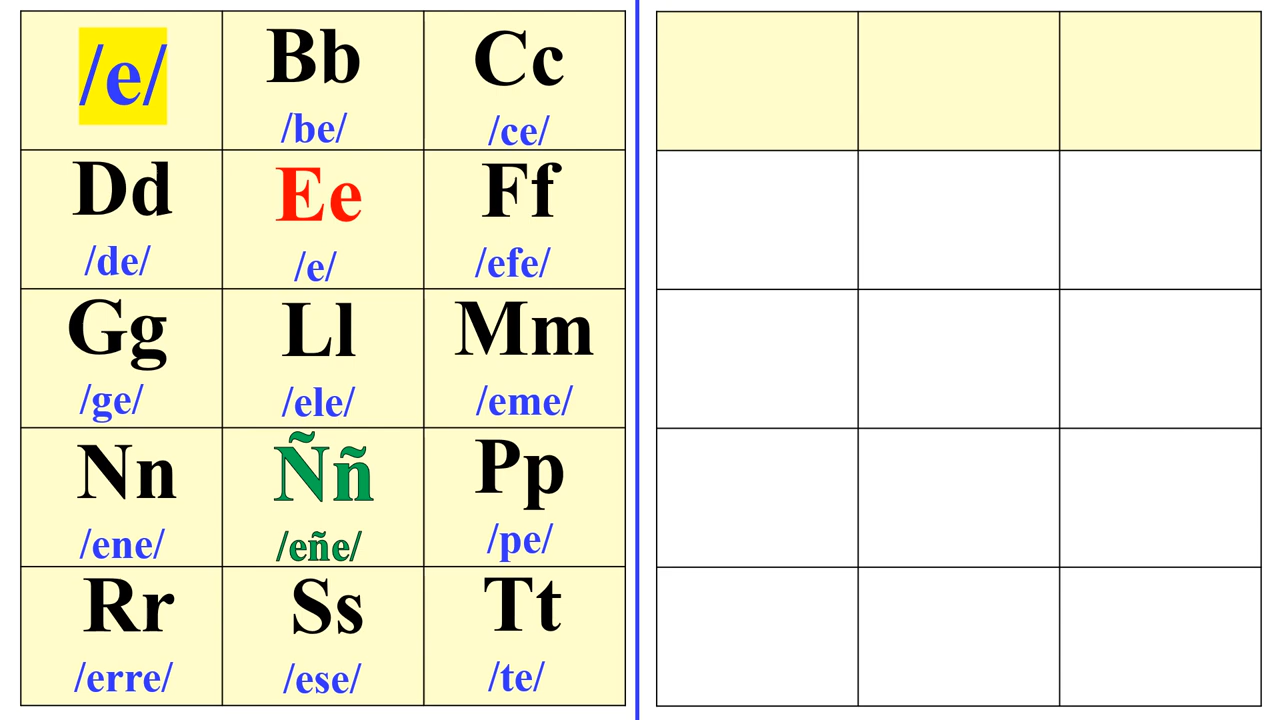 /e/ Bb Cc
/be/ /ce/
Dd Ee Ff
/de/ /e/ /efe/
Gg Ll Mm
/ge/ /ele/ /eme/
Nn Ññ Pp
/ene/ /eñe/ /pe/
Rr Ss Tt
/erre/ /ese/ /te/